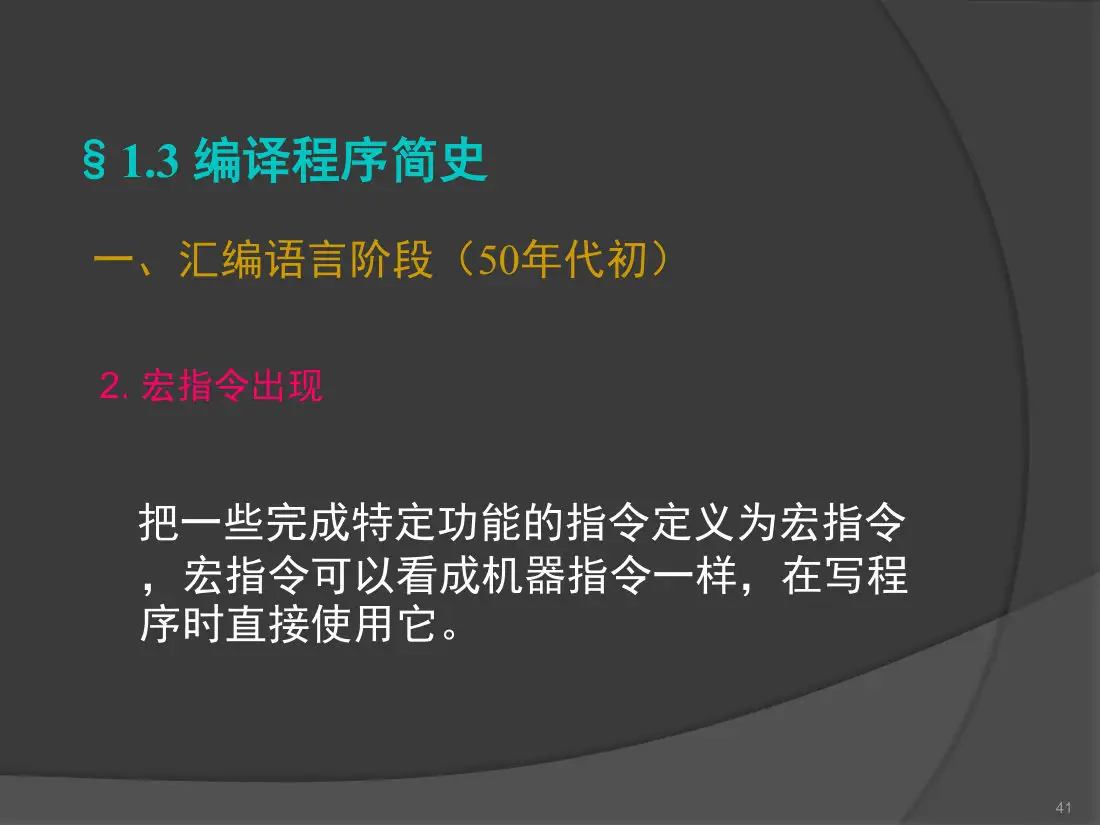 §1.3 编译程序简史
一、汇编语言阶段（50年代初）
2. 宏指令出现
把一些完成特定功能的指令定义为宏指令
，宏指令可以看成机器指令一样，在写程
序时直接使用它。
41